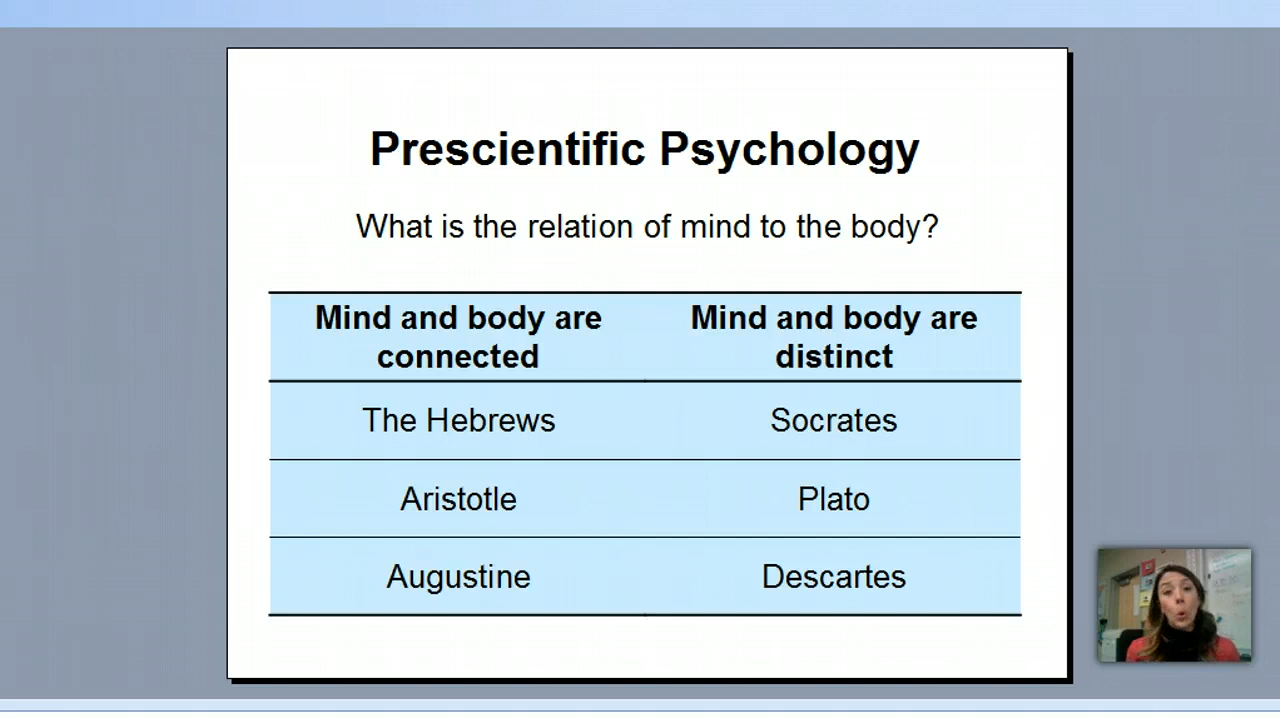 Prescientific Psychology
What is the relation of mind to the body?
Mind and body are
connected
Mind and body are
distinct
The Hebrews
Socrates
Aristotle
Plato
Augustine
Descartes